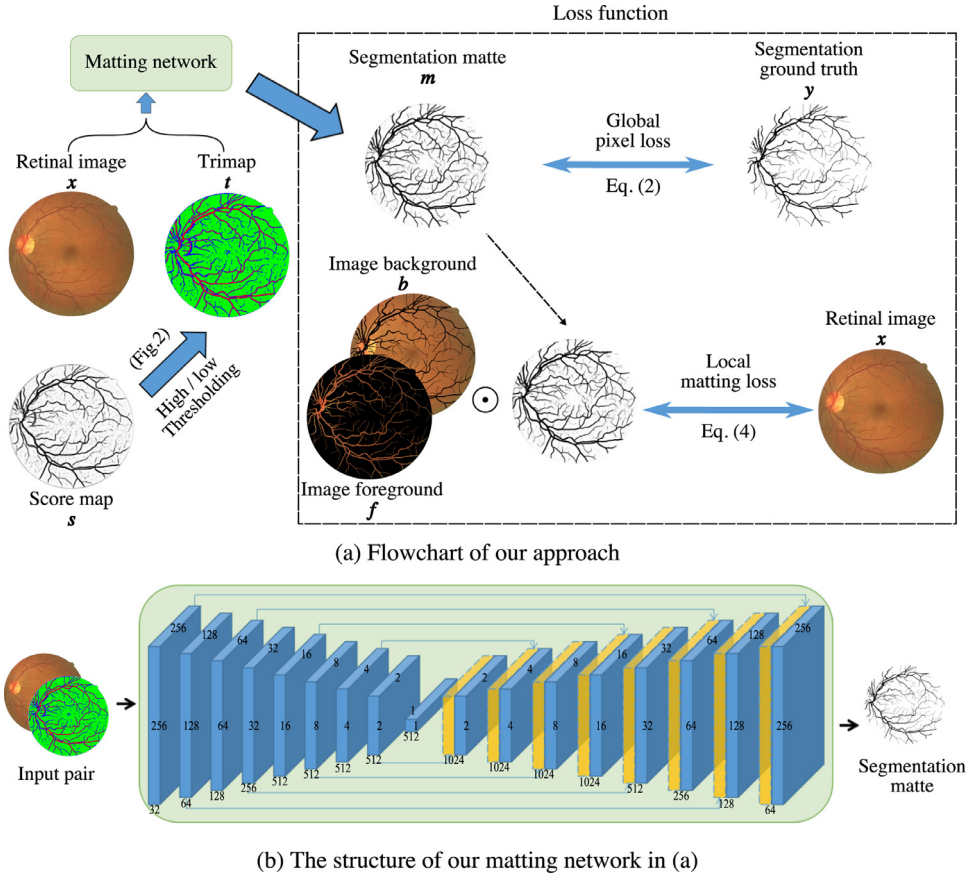 Loss function
Matting network
Segmentation matte
m
Segmentation
ground truth
y
Global
pixel loss
Eq. (2)
Retinal image
x
Trimap
t
Image background
b
(Fig.2)
High / low
Thresholding
Score map
s
Image foreground
f
Local
matting loss
Eq. (4)
Retinal image
x
(a) Flowchart of our approach
256 128 64 32 16 8 4 2 1 2 4 8 16 32 64 128 256
256 128 64 32 16 8 4 2 1 2 4 8 16 32 64 128 256
32 64 128 256 512 512 512 512 512 1024 1024 1024 1024 512 256 128 64
Input pair
Segmentation
matte
(b) The structure of our matting network in (a)